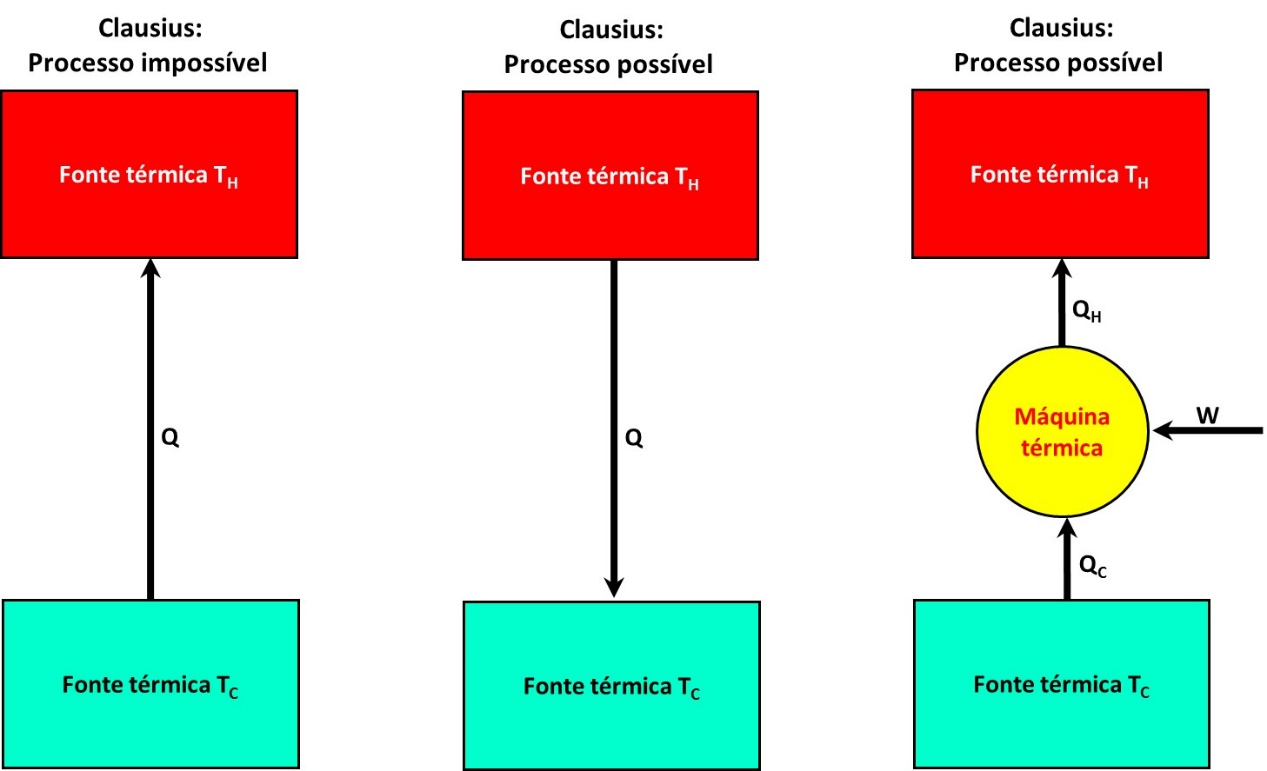 Clausius:
Processo impossível
Fonte térmica T_H
Q
Fonte térmica T_C
Clausius:
Processo possível
Fonte térmica T_H
Q
Fonte térmica T_C
Clausius:
Processo possível
Fonte térmica T_H
Q_H
Máquina
térmica
W
Q_C
Fonte térmica T_C